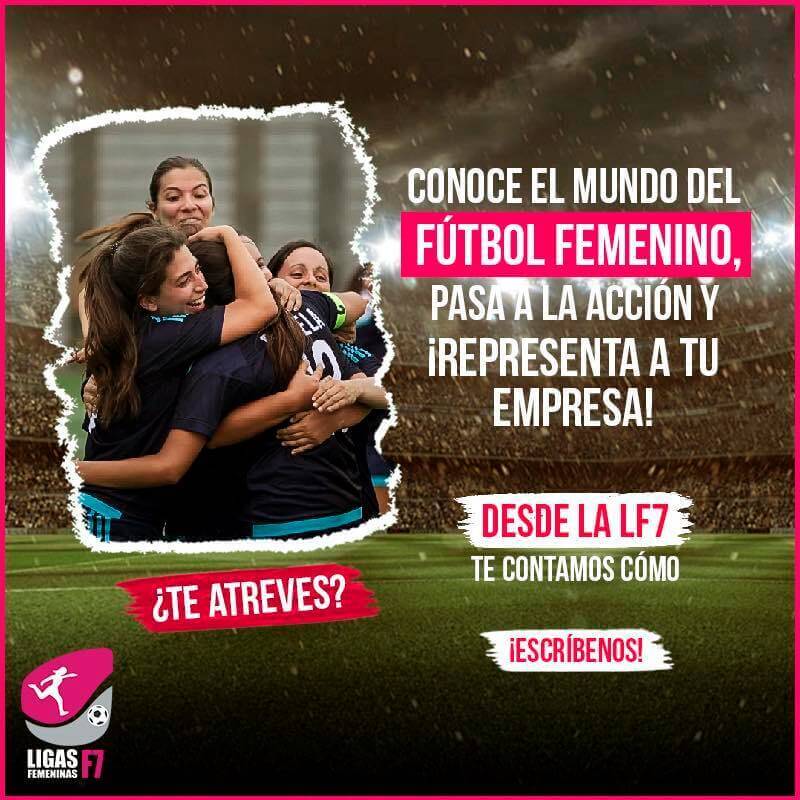 CONOCE EL MUNDO DEL
FÚTBOL FEMENINO,
PASA A LA ACCIÓN Y
¡REPRESENTA A TU
EMPRESA!
DESDE LA LF7
TE CONTAMOS CÓMO
¡ESCRÍBENOS!
¿TE ATREVES?
LIGAS
FEMENINAS F7